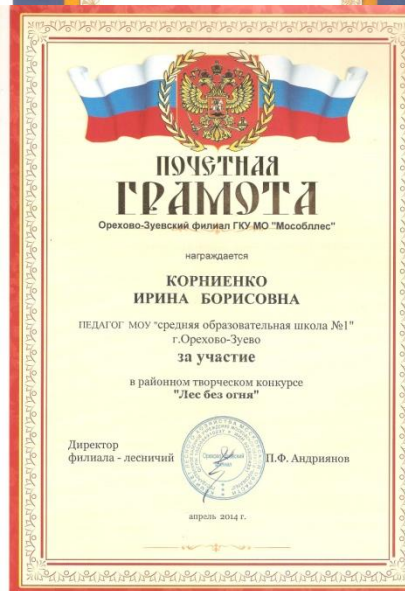 ПОЧЕТНАЯ
ГРАМОТА
Орехово-Зуевский филиал ГКУ МО "Мособллес"
награждается
КОРНИЕНКО
ИРИНА БОРИСОВНА
ПЕДАГОГ МОУ "средняя образовательная школа №1"
г.Орехово-Зуево
за участие
в районном творческом конкурсе
"Лес без огня"
Директор
филиала - лесничий П.Ф. Андриянов
апрель 2014 г.